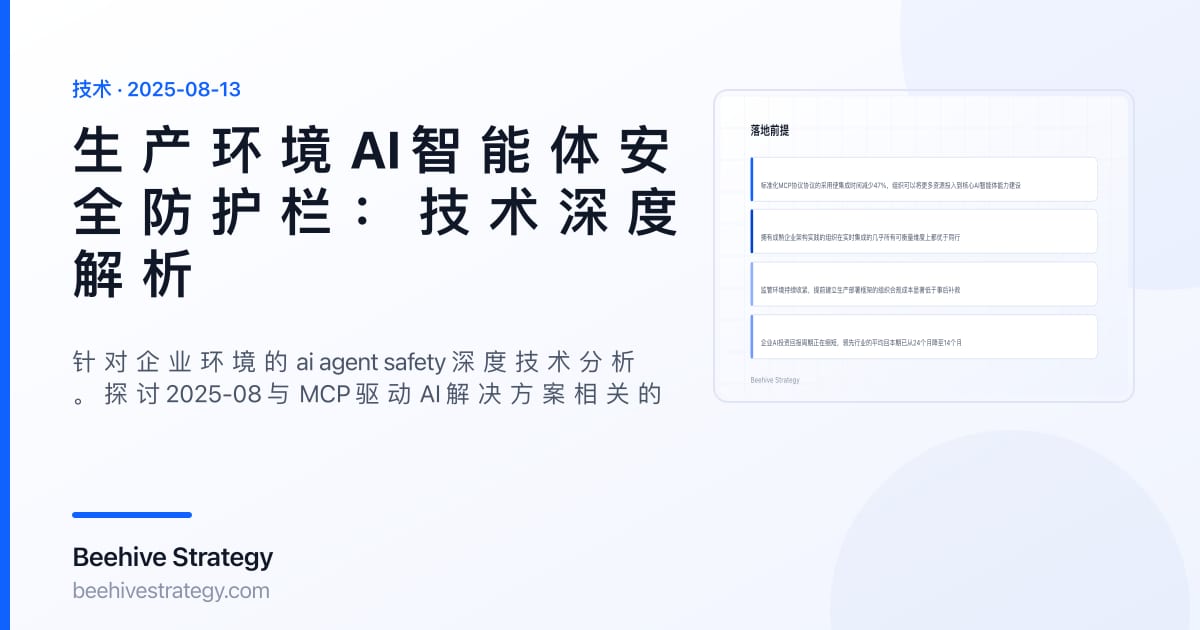 技术 · 2025-08-13
生产环境AI智能体安
全防护栏： 技术深度
解析
针对企业环境的 ai agent safety 深度技术分析
。 探讨 2025-08 与 MCP 驱动 AI 解决方案相关的
Beehive Strategy
beehivestrategy.com
落地前提
标准化MCP协议协议的采用使集成时间减少47%，组织可以将更多资源投入到核心AI智能体能力建设
拥有成熟企业架构实践的组织在实时集成的几乎所有可衡量维度上都优于同行
监管环境持续收紧，提前建立生产部署框架的组织合规成本显著低于事后补救
企业AI投资回报周期正在缩短，领先行业的平均回本期已从24个月降至14个月
Beehive Strategy